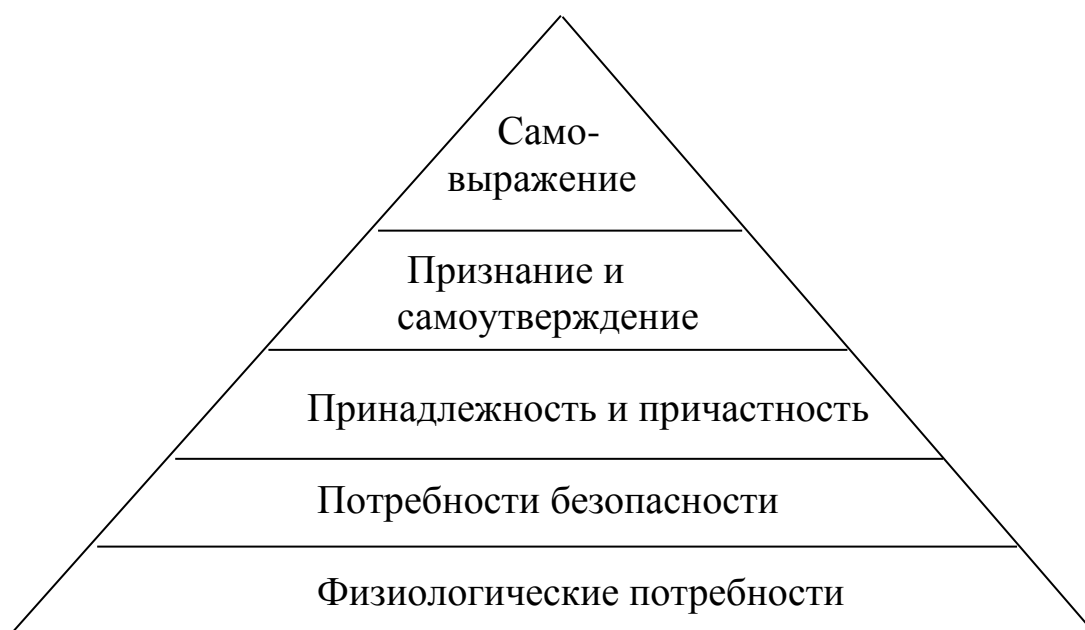 Само-
выражение
Признание и
самоутверждение
Принадлежность и причастность
Потребности безопасности
Физиологические потребности